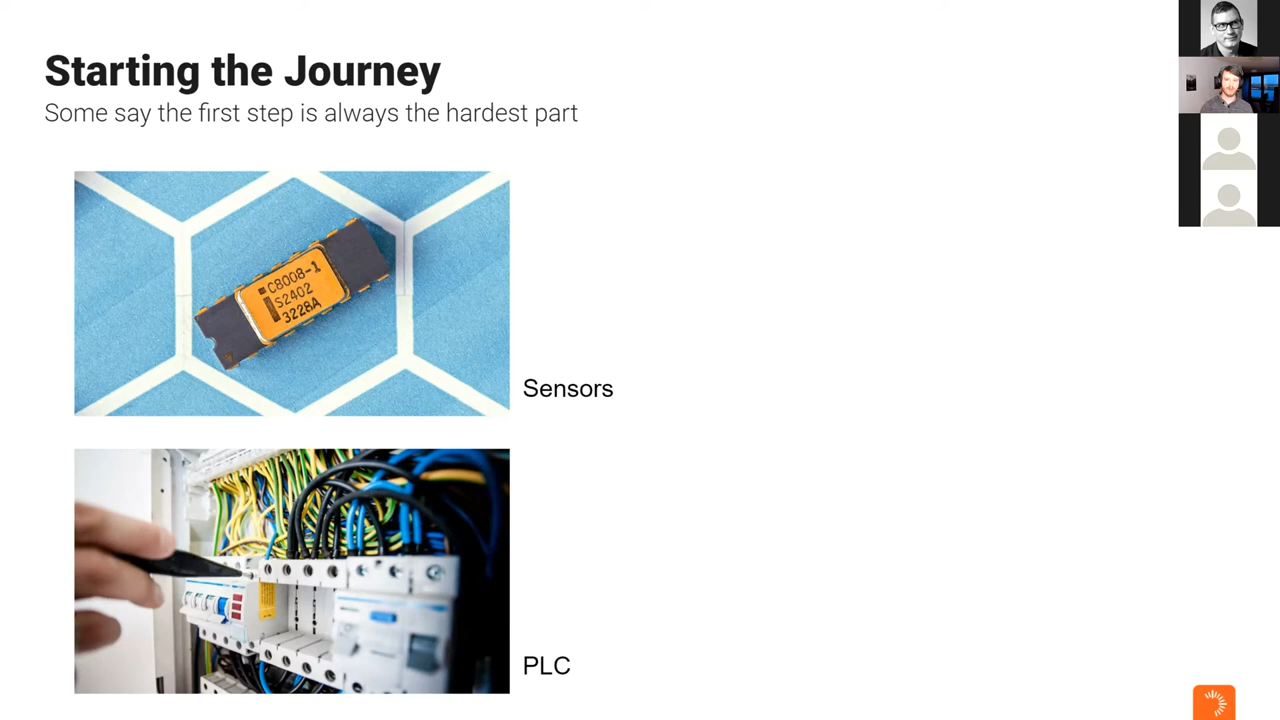 Starting the Journey
Some say the first step is always the hardest part
C8008-1
S2402
3228A
Sensors
PLC